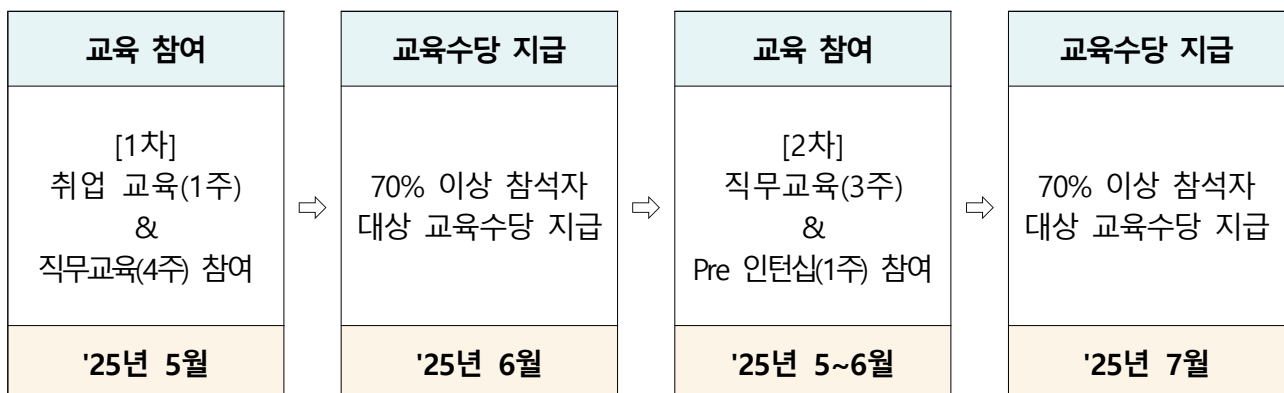 교육 참여
[1차]
취업 교육(1주)
&
직무교육(4주) 참여
'25년 5월
⇨
교육수당 지급
70% 이상 참석자
대상 교육수당 지급
'25년 6월
⇨
교육 참여
[2차]
직무교육(3주)
&
Pre 인턴십(1주) 참여
'25년 5~6월
⇨
교육수당 지급
70% 이상 참석자
대상 교육수당 지급
'25년 7월